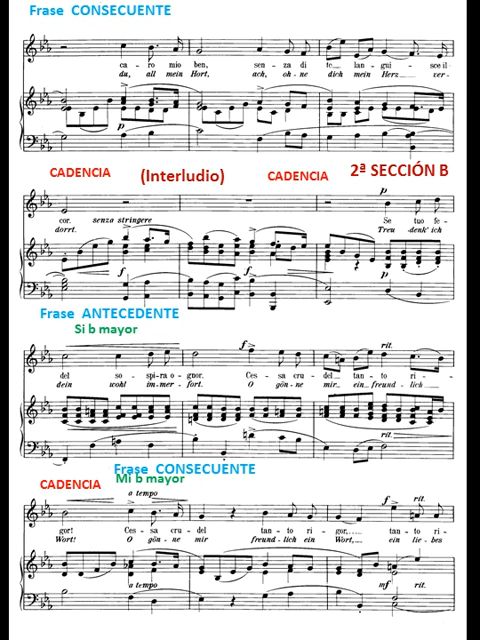 Frase CONSECUENTE
ca - ro mio ben, sen - za di te lan - gui - sce il
du, all mein Hort, ach, oh - ne dich mein Herz ver -
p
CADENCIA (Interludio) CADENCIA 2ª SECCIÓN B
p
cor. senza stringere Se tuo fe -
dorrt. Treu - denk' ich
f f p
Frase ANTECEDENTE
Si b mayor
rit.
del so - spira o - gnor. Ces - sa cru - del tan - to ri -
dein wohl im - mer - fort. O gön - ne mir ein freund - lich
rit.
Frase CONSECUENTE
CADENCIA Mi b mayor
a tempo f rit.
gor! Ces - sa cru - del tan - to ri - gor, tan - to ri -
Wort! O gön - ne mir freund - lich ein Wort, ein lie - bes
a tempo mf rit.